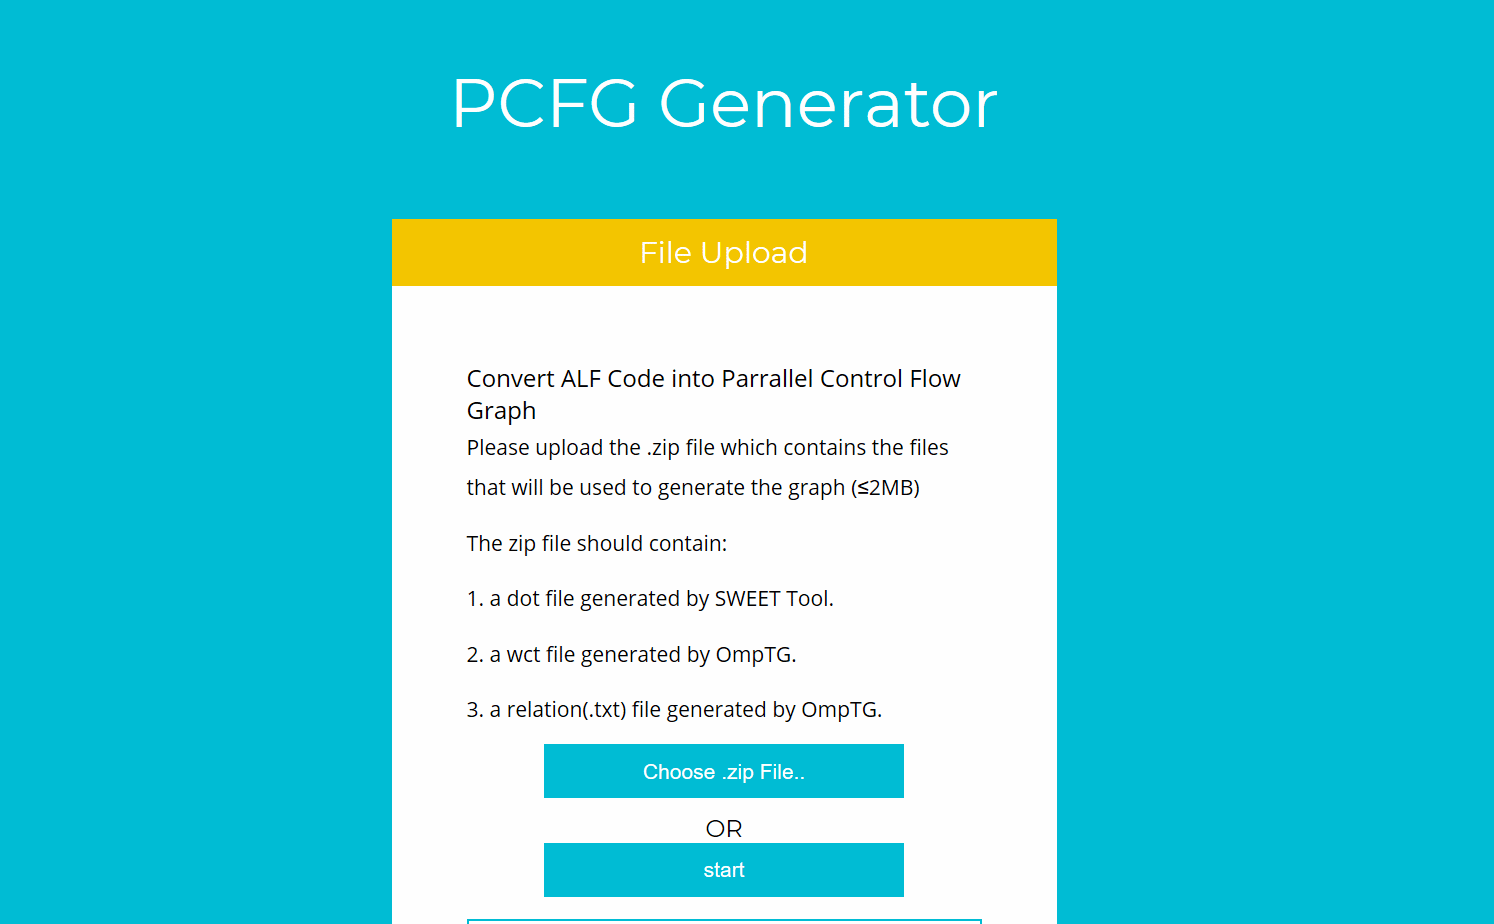 PCFG Generator
File Upload
Convert ALF Code into Parrallel Control Flow
Graph
Please upload the .zip file which contains the files
that will be used to generate the graph (≤2MB)
The zip file should contain:
1. a dot file generated by SWEET Tool.
2. a wct file generated by OmpTG.
3. a relation(.txt) file generated by OmpTG.
Choose .zip File..
OR
start